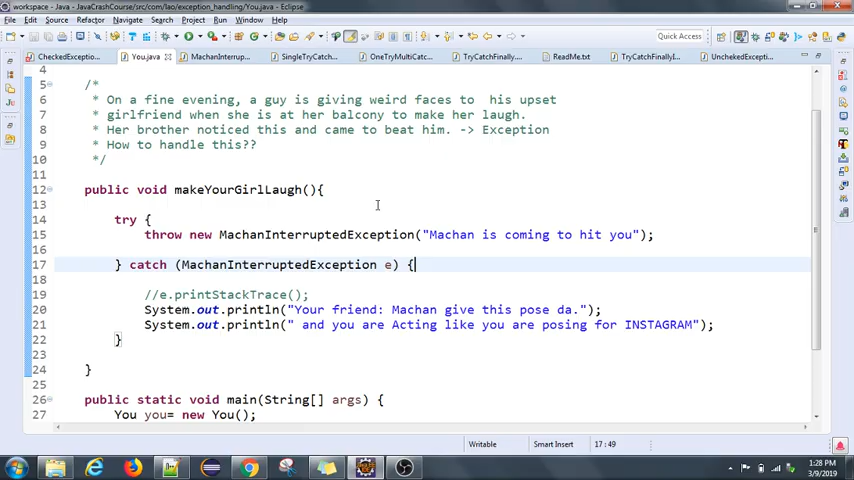 workspace - Java - JavaCrashCourse/src/com/lao/exception_handling/You.java - Eclipse
File Edit Source Refactor Navigate Search Project Run Window Help
Quick Access
CheckedExceptio... You.java MachanInterrup... SingleTryCatch... OneTryMultiCatc... TryCatchFinally.... ReadMe.txt TryCatchFinallyI... UnchekedExcepti...
4
5 /*
6 * On a fine evening, a guy is giving weird faces to his upset
7 * girlfriend when she is at her balcony to make her laugh.
8 * Her brother noticed this and came to beat him. -> Exception
9 * How to handle this??
10 */
11
12 public void makeYourGirlLaugh(){
13
14 try {
15 throw new MachanInterruptedException("Machan is coming to hit you");
16
17 } catch (MachanInterruptedException e) {
18
19 //e.printStackTrace();
20 System.out.println("Your friend: Machan give this pose da.");
21 System.out.println(" and you are Acting like you are posing for INSTAGRAM");
22 }
23
24 }
25
26 public static void main(String[] args) {
27 You you= new You();
Writable Smart Insert 17 : 49
1:28 PM
3/9/2019